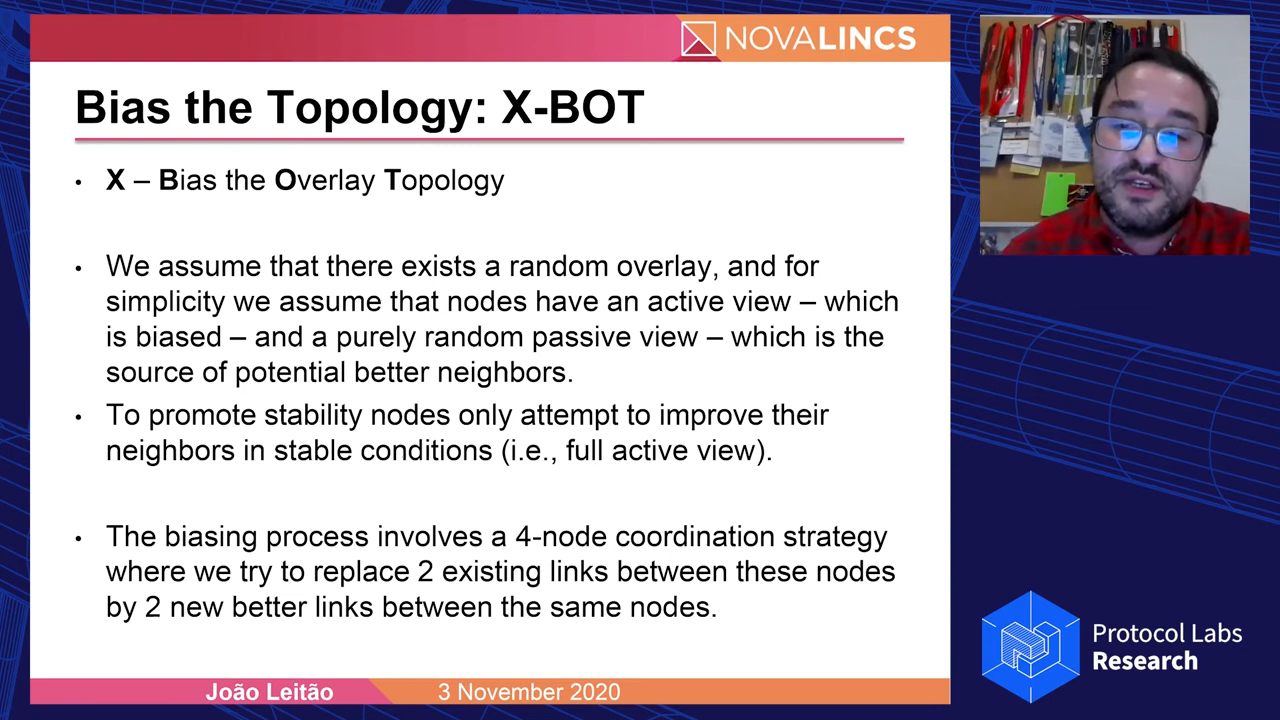 NOVALINCS
Bias the Topology: X-BOT
• X – Bias the Overlay Topology
• We assume that there exists a random overlay, and for
simplicity we assume that nodes have an active view – which
is biased – and a purely random passive view – which is the
source of potential better neighbors.
• To promote stability nodes only attempt to improve their
neighbors in stable conditions (i.e., full active view).
• The biasing process involves a 4-node coordination strategy
where we try to replace 2 existing links between these nodes
by 2 new better links between the same nodes.
João Leitão
3 November 2020
Protocol Labs
Research